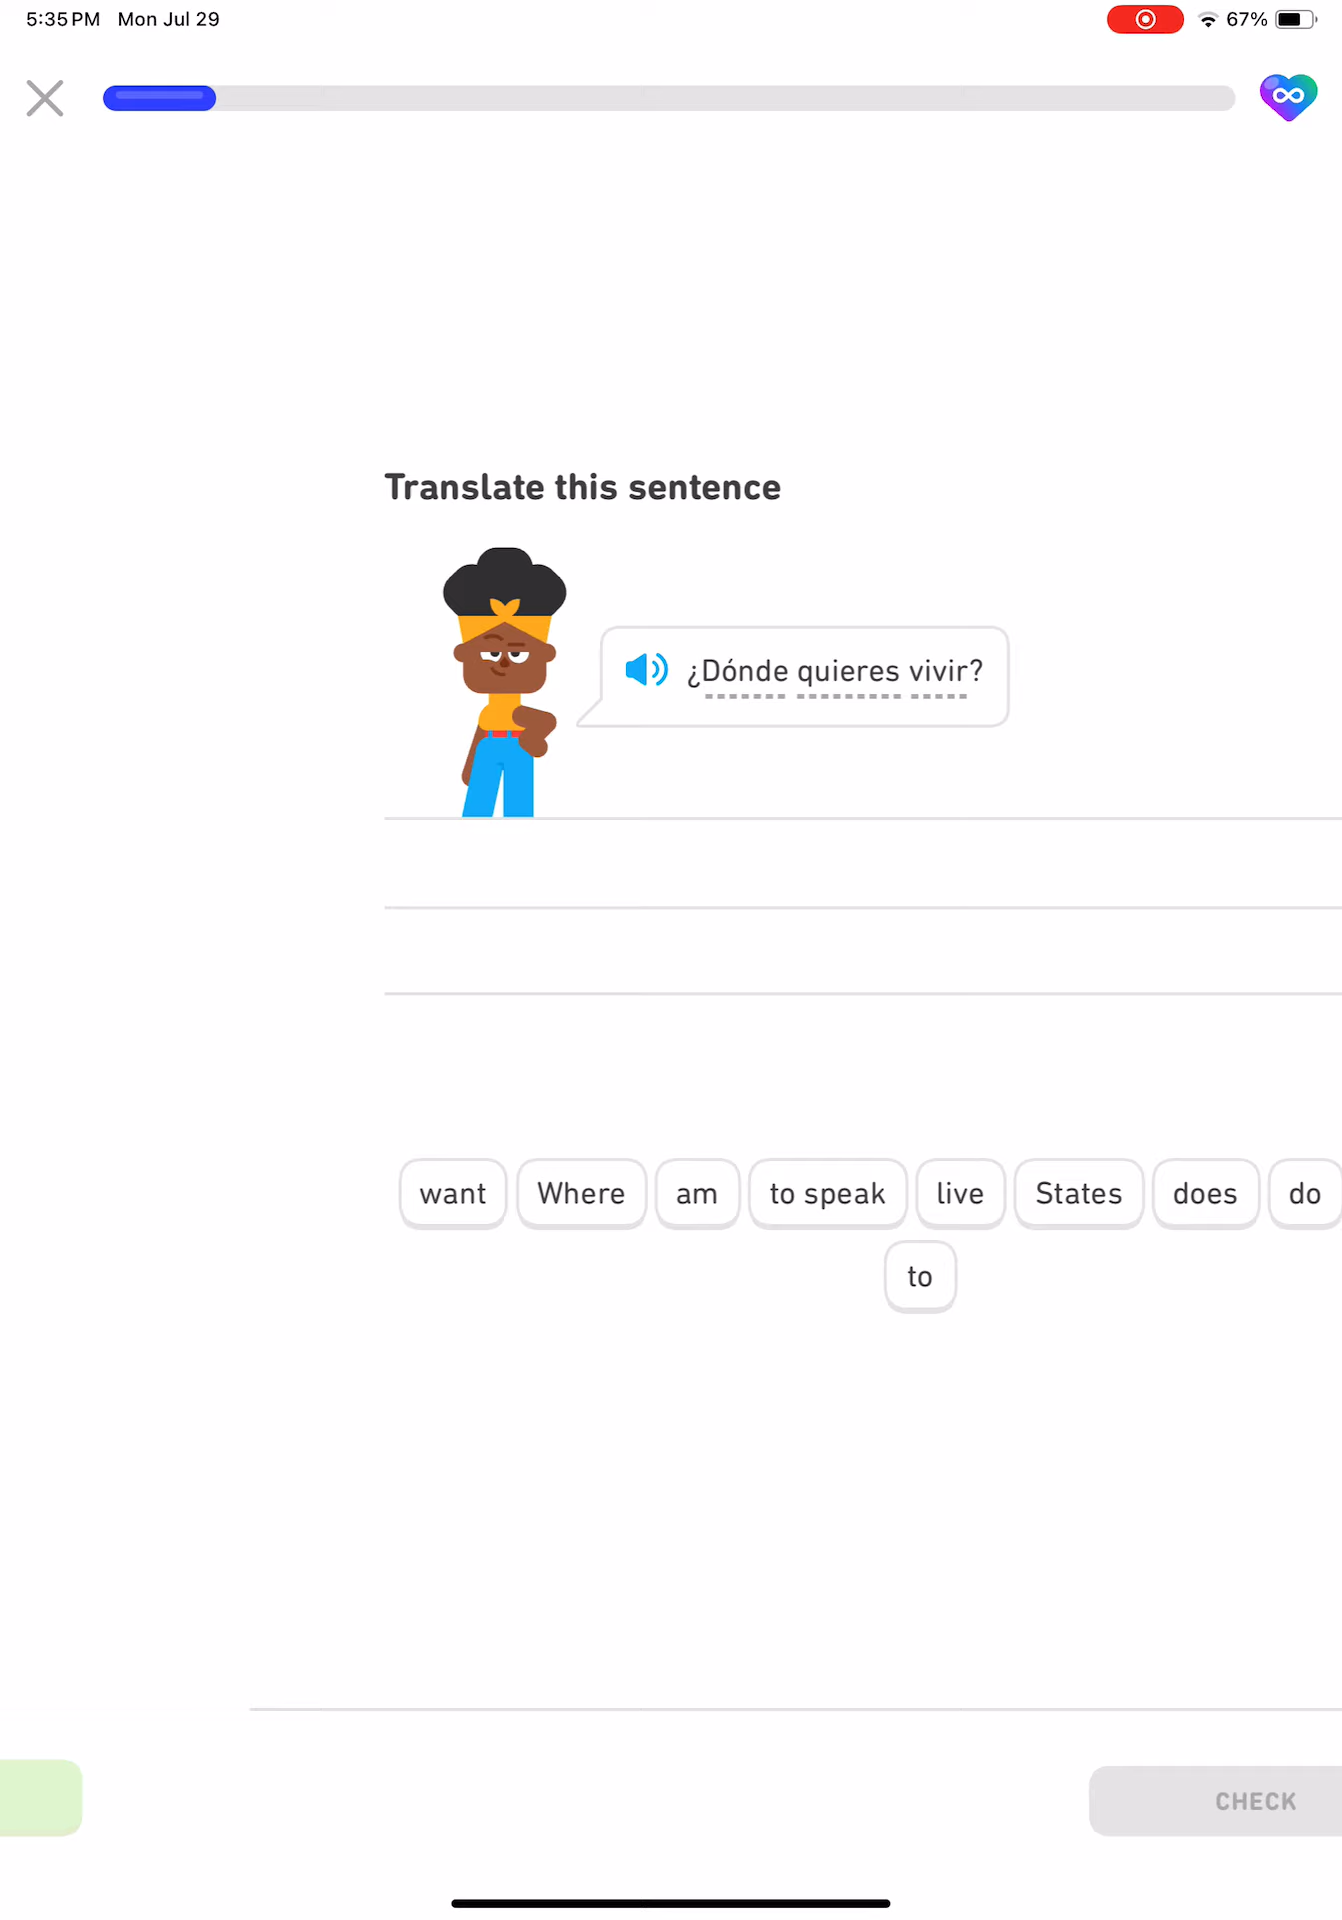 5:35 PM Mon Jul 29
67%
Translate this sentence
¿Dónde quieres vivir?
want Where am to speak live States does do
to
CHECK